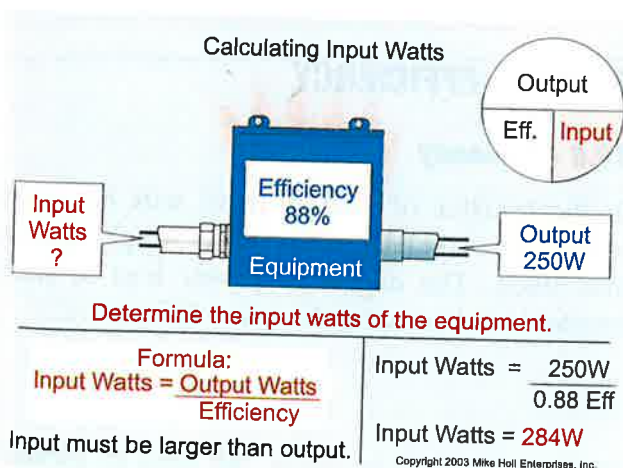 Calculating Input Watts
Output
Eff. Input
Efficiency
88%
Equipment
Input
Watts
?
Output
250W
Determine the input watts of the equipment.
Formula:
Input Watts = Output Watts
Efficiency
Input must be larger than output.
Input Watts = 250W
0.88 Eff
Input Watts = 284W
Copyright 2003 Mike Holt Enterprises, Inc.